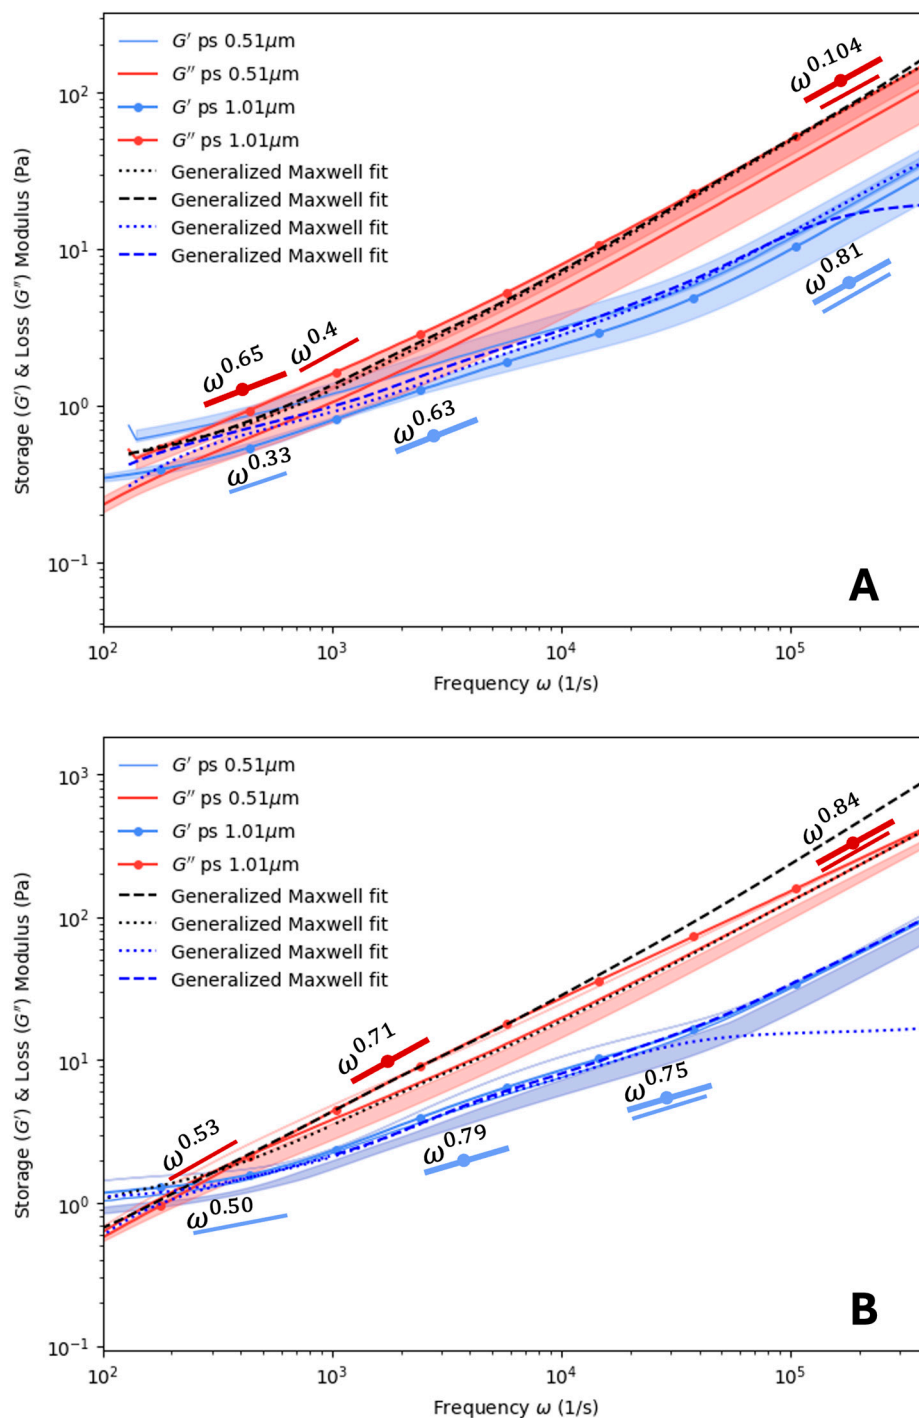 G′ ps 0.51μm
G″ ps 0.51μm
G′ ps 1.01μm
G″ ps 1.01μm
Generalized Maxwell fit
Generalized Maxwell fit
Generalized Maxwell fit
Generalized Maxwell fit
ω^0.104
ω^0.81
ω^0.65
ω^0.4
ω^0.63
ω^0.33
10^2
10^1
10^0
10^−1
Storage (G′) & Loss (G″) Modulus (Pa)
A
10^2 10^3 10^4 10^5
Frequency ω (1/s)
G′ ps 0.51μm
G″ ps 0.51μm
G′ ps 1.01μm
G″ ps 1.01μm
Generalized Maxwell fit
Generalized Maxwell fit
Generalized Maxwell fit
Generalized Maxwell fit
ω^0.84
ω^0.71
ω^0.53
ω^0.75
ω^0.79
ω^0.50
10^3
10^2
10^1
10^0
10^−1
Storage (G′) & Loss (G″) Modulus (Pa)
B
10^2 10^3 10^4 10^5
Frequency ω (1/s)